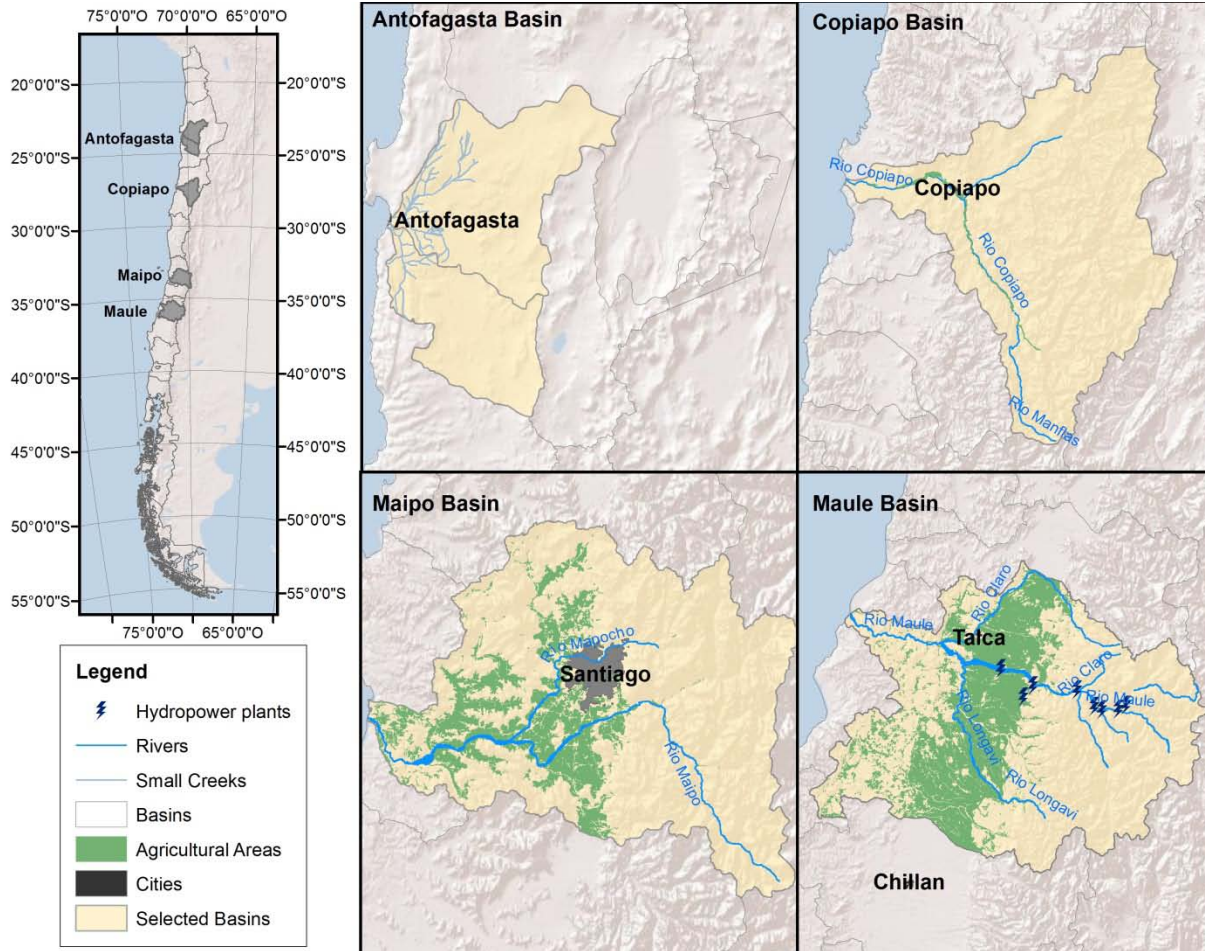 75°0'0"O 70°0'0"O 65°0'0"O
20°0'0"S
25°0'0"S
30°0'0"S
35°0'0"S
40°0'0"S
45°0'0"S
50°0'0"S
55°0'0"S
20°0'0"S
25°0'0"S
30°0'0"S
35°0'0"S
40°0'0"S
45°0'0"S
50°0'0"S
55°0'0"S
75°0'0"O 65°0'0"O
70°0'0"O
Antofagasta
Copiapo
Maipo
Maule
Legend
Hydropower plants
Rivers
Small Creeks
Basins
Agricultural Areas
Cities
Selected Basins
Antofagasta Basin
Antofagasta
Copiapo Basin
Rio Copiapo
Copiapo
Rio Copiapo
Rio Manflas
Maipo Basin
Rio Mapocho
Santiago
Rio Maipo
Maule Basin
Rio Claro
Rio Maule
Talca
Rio Claro
Rio Maule
Rio Longavi
Rio Longavi
Chillan